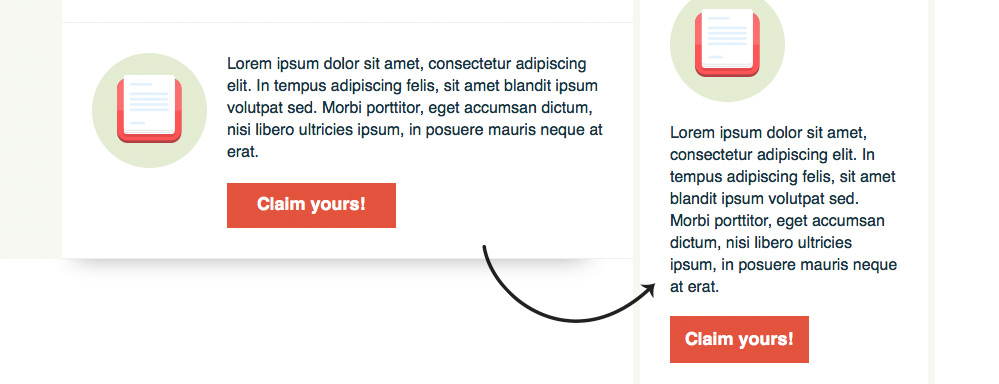 Lorem ipsum dolor sit amet, consectetur adipiscing
elit. In tempus adipiscing felis, sit amet blandit ipsum
volutpat sed. Morbi porttitor, eget accumsan dictum,
nisi libero ultricies ipsum, in posuere mauris neque at
erat.
Claim yours!
Lorem ipsum dolor sit amet,
consectetur adipiscing elit. In
tempus adipiscing felis, sit amet
blandit ipsum volutpat sed.
Morbi porttitor, eget accumsan
dictum, nisi libero ultricies
ipsum, in posuere mauris neque
at erat.
Claim yours!